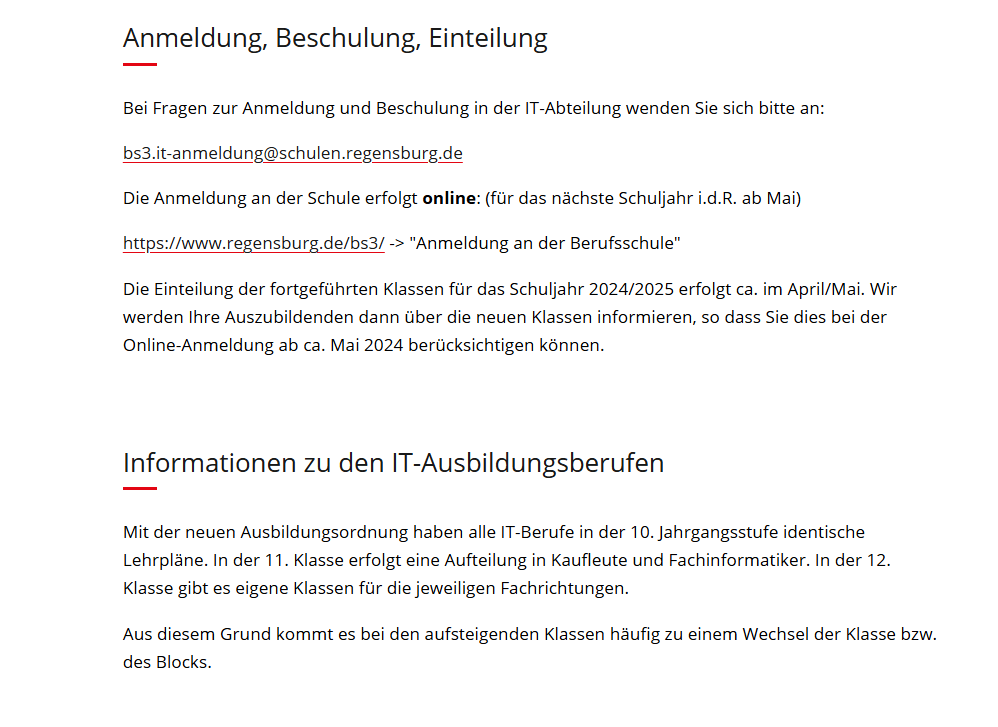 Anmeldung, Beschulung, Einteilung
Bei Fragen zur Anmeldung und Beschulung in der IT-Abteilung wenden Sie sich bitte an:
bs3.it-anmeldung@schulen.regensburg.de
Die Anmeldung an der Schule erfolgt online: (für das nächste Schuljahr i.d.R. ab Mai)
https://www.regensburg.de/bs3/ -> "Anmeldung an der Berufsschule"
Die Einteilung der fortgeführten Klassen für das Schuljahr 2024/2025 erfolgt ca. im April/Mai. Wir
werden Ihre Auszubildenden dann über die neuen Klassen informieren, so dass Sie dies bei der
Online-Anmeldung ab ca. Mai 2024 berücksichtigen können.
Informationen zu den IT-Ausbildungsberufen
Mit der neuen Ausbildungsordnung haben alle IT-Berufe in der 10. Jahrgangsstufe identische
Lehrpläne. In der 11. Klasse erfolgt eine Aufteilung in Kaufleute und Fachinformatiker. In der 12.
Klasse gibt es eigene Klassen für die jeweiligen Fachrichtungen.
Aus diesem Grund kommt es bei den aufsteigenden Klassen häufig zu einem Wechsel der Klasse bzw.
des Blocks.